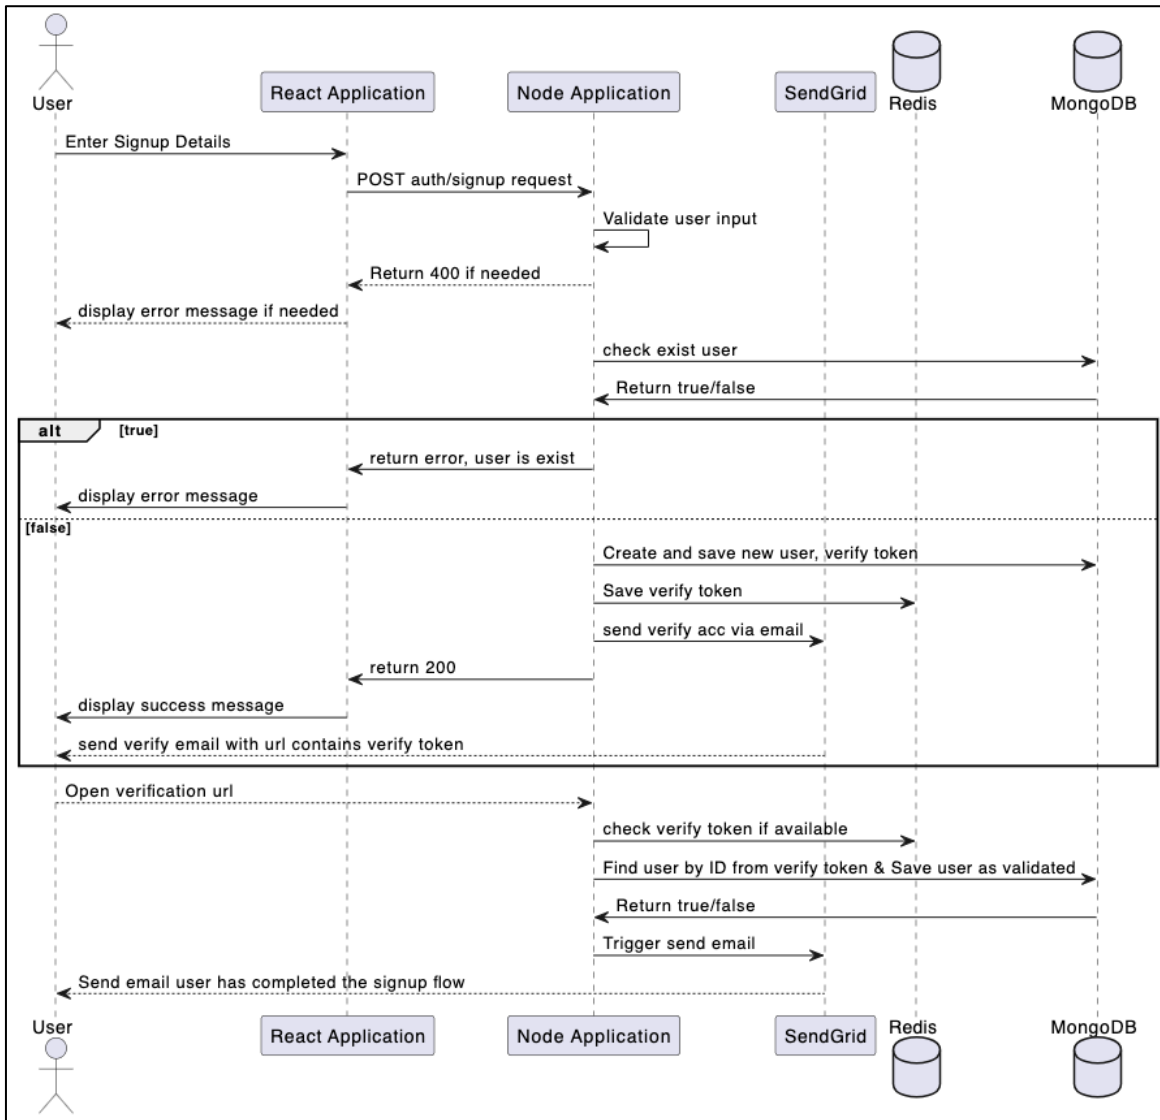 User
React Application
Node Application
SendGrid
Redis
MongoDB
Enter Signup Details
POST auth/signup request
Validate user input
Return 400 if needed
display error message if needed
check exist user
Return true/false
alt [true]
return error, user is exist
display error message
[false]
Create and save new user, verify token
Save verify token
send verify acc via email
return 200
display success message
send verify email with url contains verify token
Open verification url
check verify token if available
Find user by ID from verify token & Save user as validated
Return true/false
Trigger send email
Send email user has completed the signup flow
User
React Application
Node Application
SendGrid
Redis
MongoDB